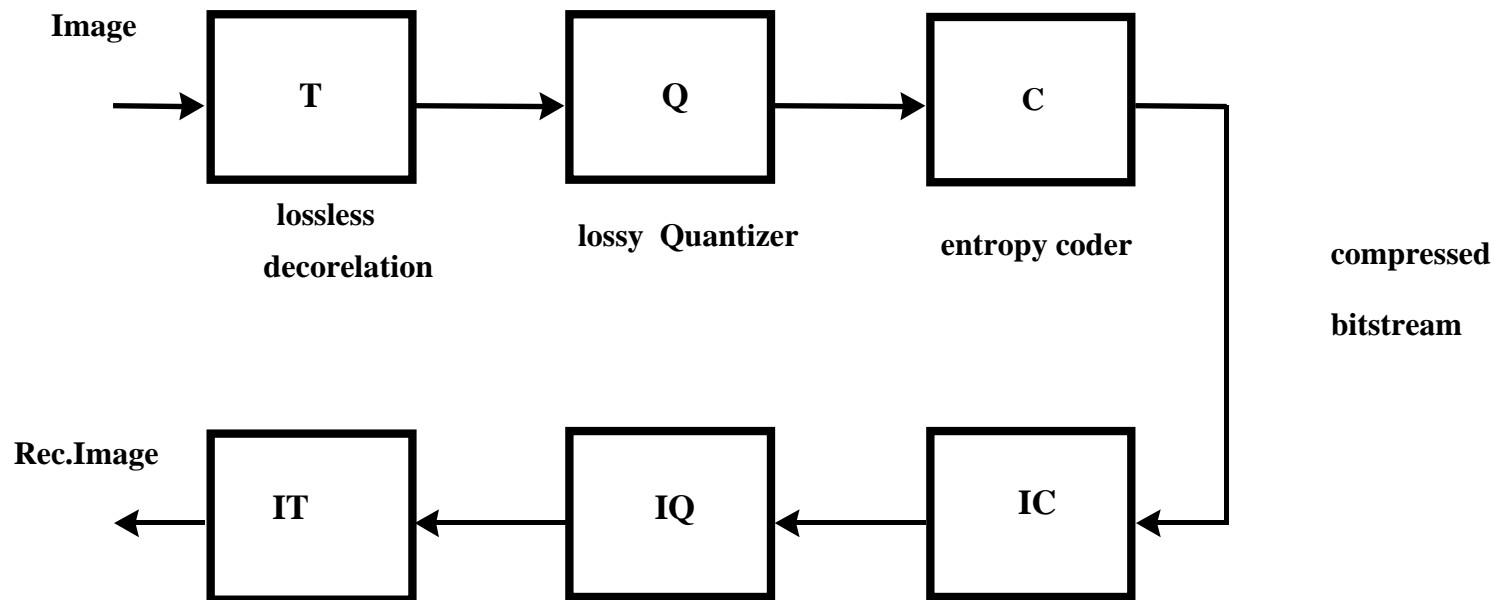 Image
T
Q
C
lossless
decorelation
lossy Quantizer
entropy coder
compressed
bitstream
Rec.Image
IT
IQ
IC